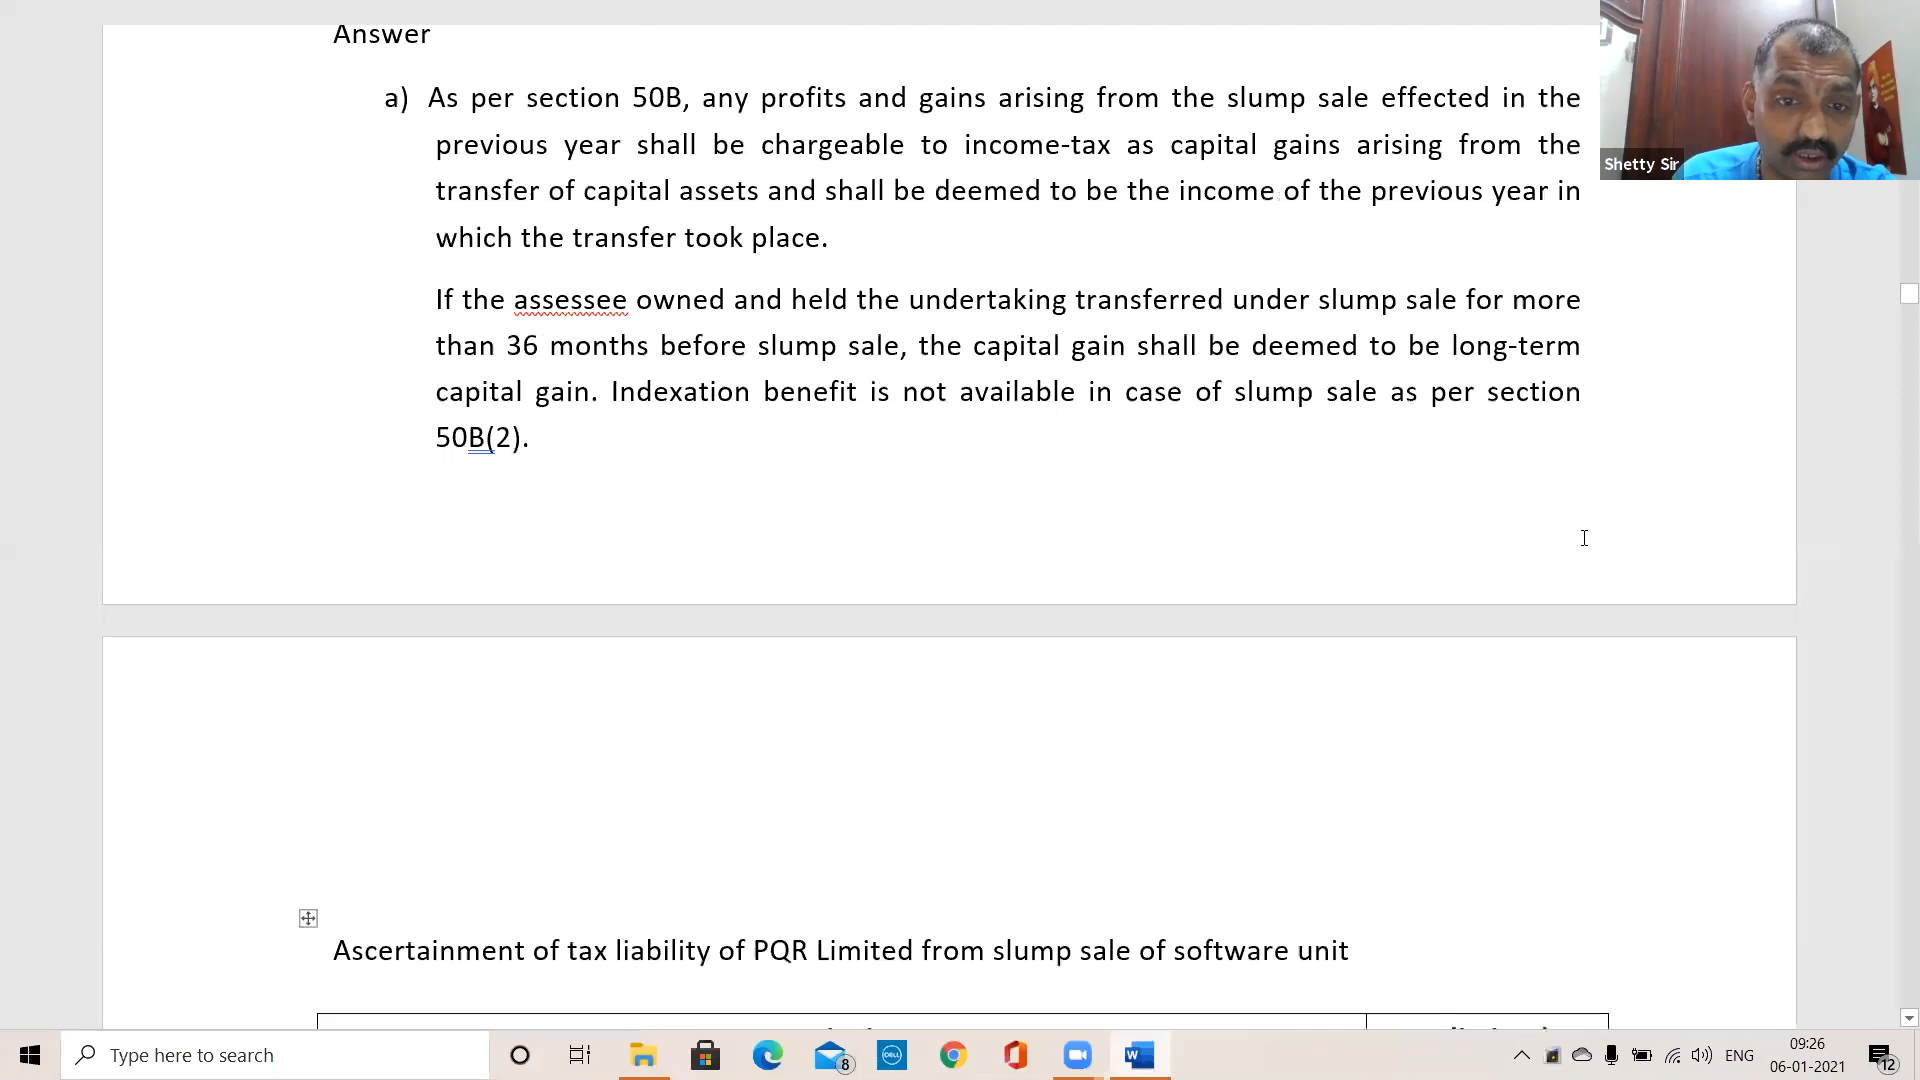 Answer
a) As per section 50B, any profits and gains arising from the slump sale effected in the
previous year shall be chargeable to income-tax as capital gains arising from the
transfer of capital assets and shall be deemed to be the income of the previous year in
which the transfer took place.
If the assessee owned and held the undertaking transferred under slump sale for more
than 36 months before slump sale, the capital gain shall be deemed to be long-term
capital gain. Indexation benefit is not available in case of slump sale as per section
50B(2).
Shetty Sir
Ascertainment of tax liability of PQR Limited from slump sale of software unit
Type here to search
8
DELL
W
ENG
09:26
06-01-2021
12